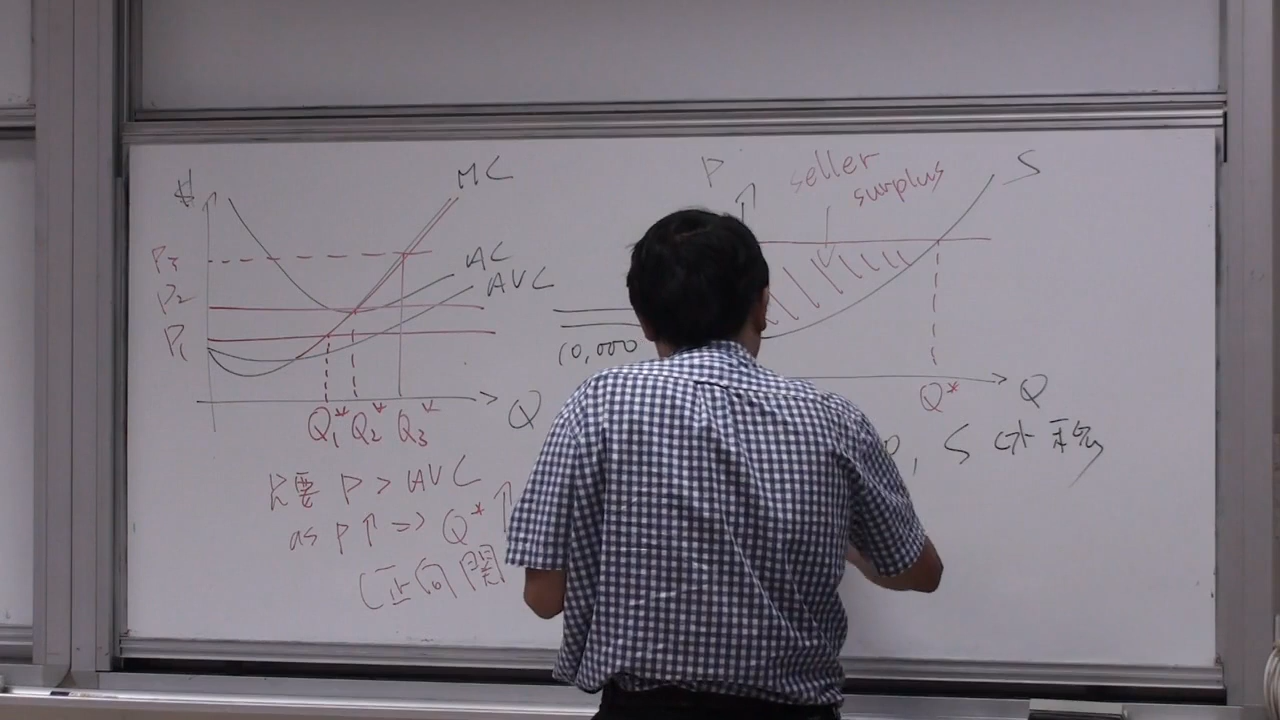 $
MC
P3
AC
P2
AVC
P1
Q
Q1* Q2* Q3*
只要 P > AVC
as P↑ => Q*↑
(正向關
P
seller
surplus
S
10,000
Q*
Q
, S 外移